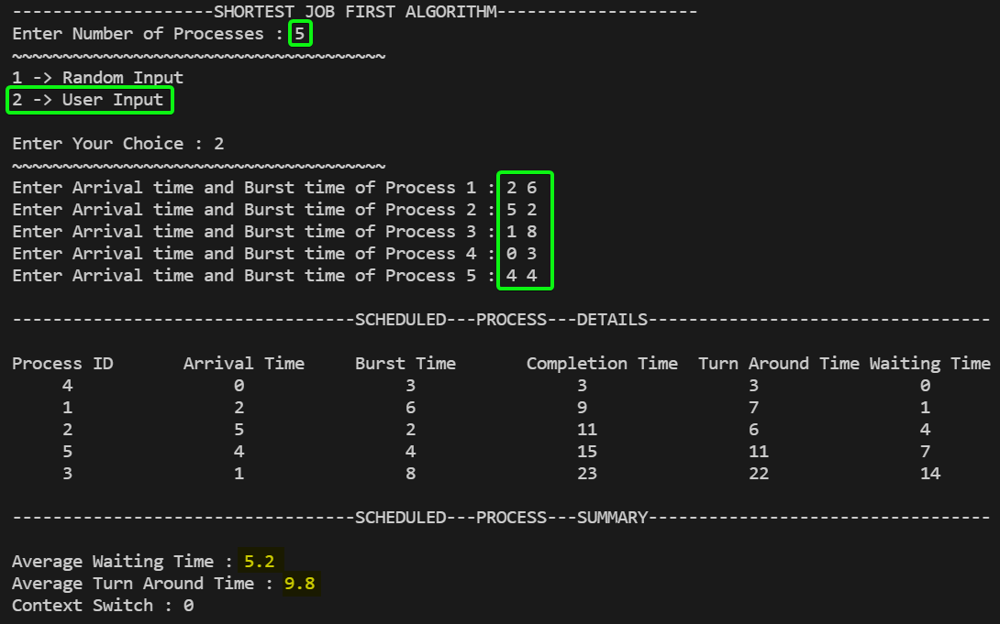 --------------------SHORTEST JOB FIRST ALGORITHM--------------------
Enter Number of Processes : 5
~~~~~~~~~~~~~~~~~~~~~~~~~~~~~~~~~~~~~
1 -> Random Input
2 -> User Input
Enter Your Choice : 2
~~~~~~~~~~~~~~~~~~~~~~~~~~~~~~~~~~~~~
Enter Arrival time and Burst time of Process 1 : 2 6
Enter Arrival time and Burst time of Process 2 : 5 2
Enter Arrival time and Burst time of Process 3 : 1 8
Enter Arrival time and Burst time of Process 4 : 0 3
Enter Arrival time and Burst time of Process 5 : 4 4
----------------------------------SCHEDULED---PROCESS---DETAILS----------------------------------
Process ID       Arrival Time     Burst Time       Completion Time  Turn Around Time Waiting Time
     4                0                3                3                3                0
     1                2                6                9                7                1
     2                5                2                11               6                4
     5                4                4                15               11               7
     3                1                8                23               22               14
----------------------------------SCHEDULED---PROCESS---SUMMARY----------------------------------
Average Waiting Time : 5.2
Average Turn Around Time : 9.8
Context Switch : 0